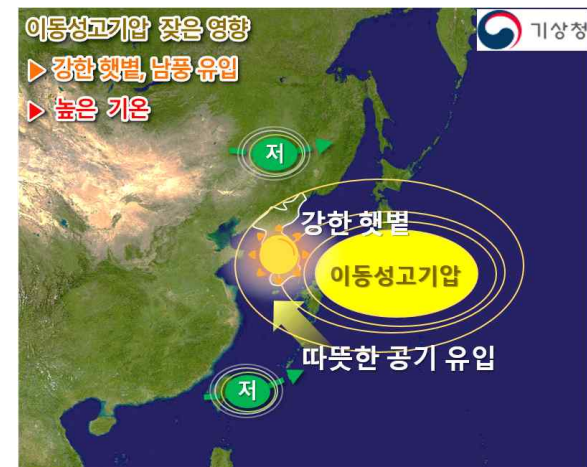 이동성고기압 잦은 영향
▶ 강한 햇볕, 남풍 유입
▶ 높은 기온
기상청
저
강한 햇볕
이동성고기압
따뜻한 공기 유입
저